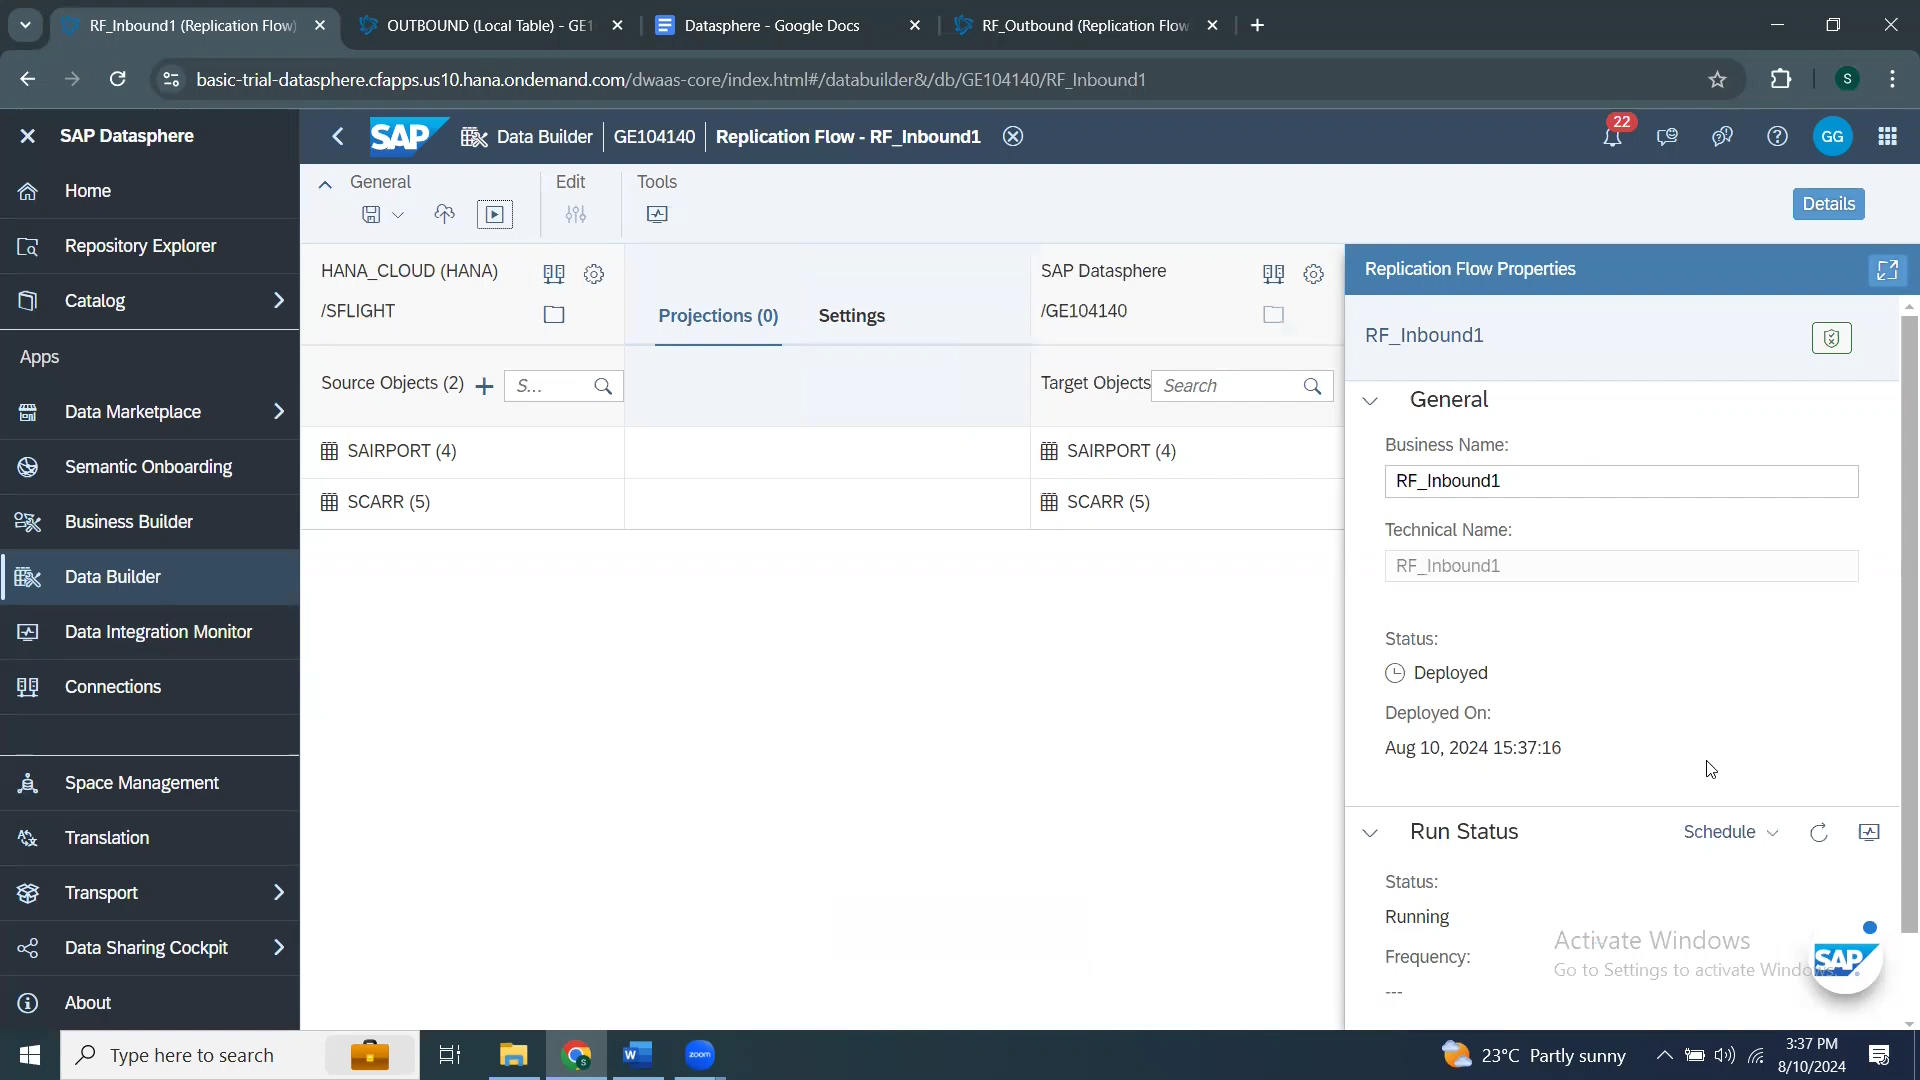 RF_Inbound1 (Replication Flow)
OUTBOUND (Local Table) - GE1
Datasphere - Google Docs
RF_Outbound (Replication Flow
basic-trial-datasphere.cfapps.us10.hana.ondemand.com/dwaas-core/index.html#/databuilder&/db/GE104140/RF_Inbound1
S
SAP Datasphere
SAP
Data Builder
GE104140
Replication Flow - RF_Inbound1
22
GG
Home
Repository Explorer
Catalog
Apps
Data Marketplace
Semantic Onboarding
Business Builder
Data Builder
Data Integration Monitor
Connections
Space Management
Translation
Transport
Data Sharing Cockpit
About
General
Edit
Tools
Details
HANA_CLOUD (HANA)
/SFLIGHT
Projections (0)
Settings
SAP Datasphere
/GE104140
Source Objects (2)
S...
Target Objects
Search
SAIRPORT (4)
SAIRPORT (4)
SCARR (5)
SCARR (5)
Replication Flow Properties
RF_Inbound1
General
Business Name:
RF_Inbound1
Technical Name:
RF_Inbound1
Status:
Deployed
Deployed On:
Aug 10, 2024 15:37:16
Run Status
Schedule
Status:
Running
Frequency:
---
Activate Windows
Go to Settings to activate Windows.
SAP
Type here to search
W
zoom
23°C Partly sunny
3:37 PM
8/10/2024